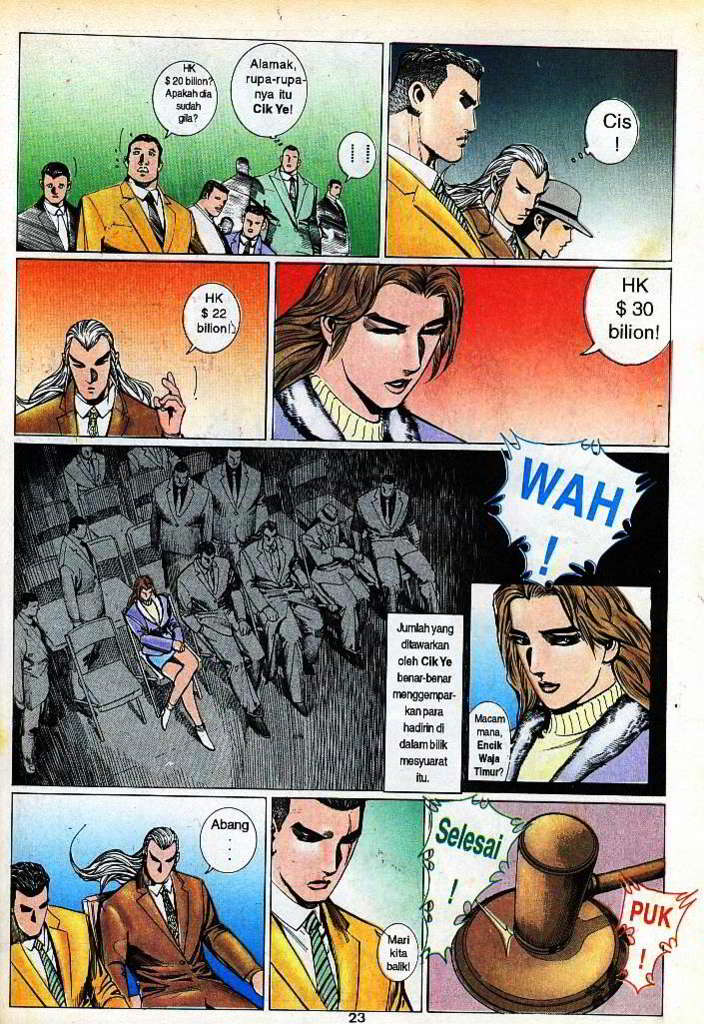 HK
$ 20 bilion?
Apakah dia
sudah
gila?
Alamak,
rupa-rupa-
nya itu
Cik Ye!
!!!
!!!
Cis
!
HK
$ 22
bilion!
HK
$ 30
bilion!
WAH
!
Jumlah yang
ditawarkan
oleh Cik Ye
benar-benar
menggempar-
kan para
hadirin di
dalam bilik
mesyuarat
itu.
Macam
mana,
Encik
Waja
Timur?
Abang
:
Mari
kita
balik!
Selesai
!
PUK
!
23